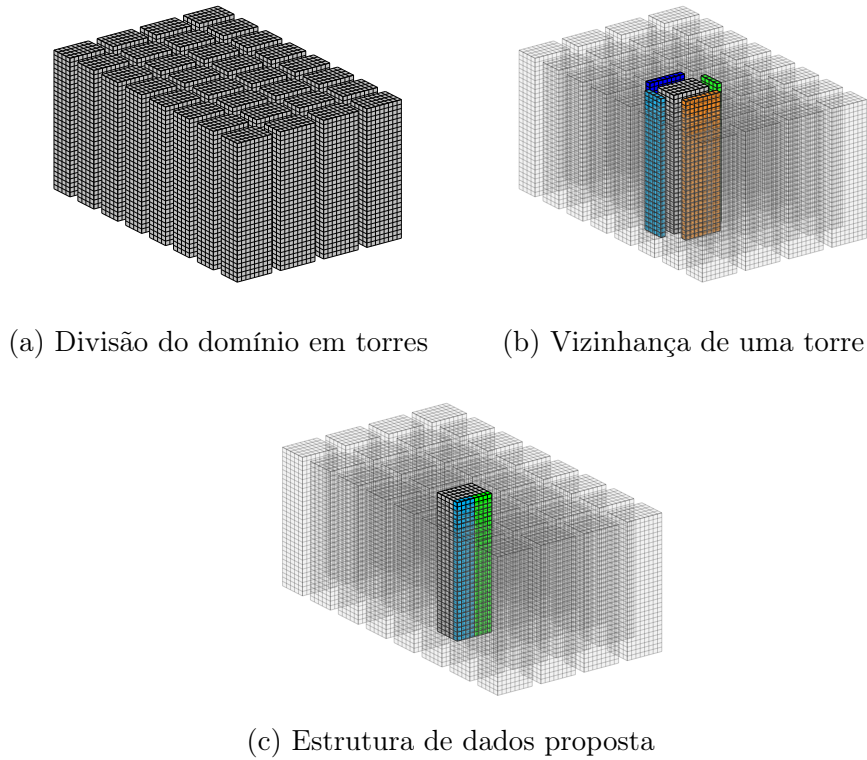 (a) Divisão do domínio em torres
(b) Vizinhança de uma torre
(c) Estrutura de dados proposta